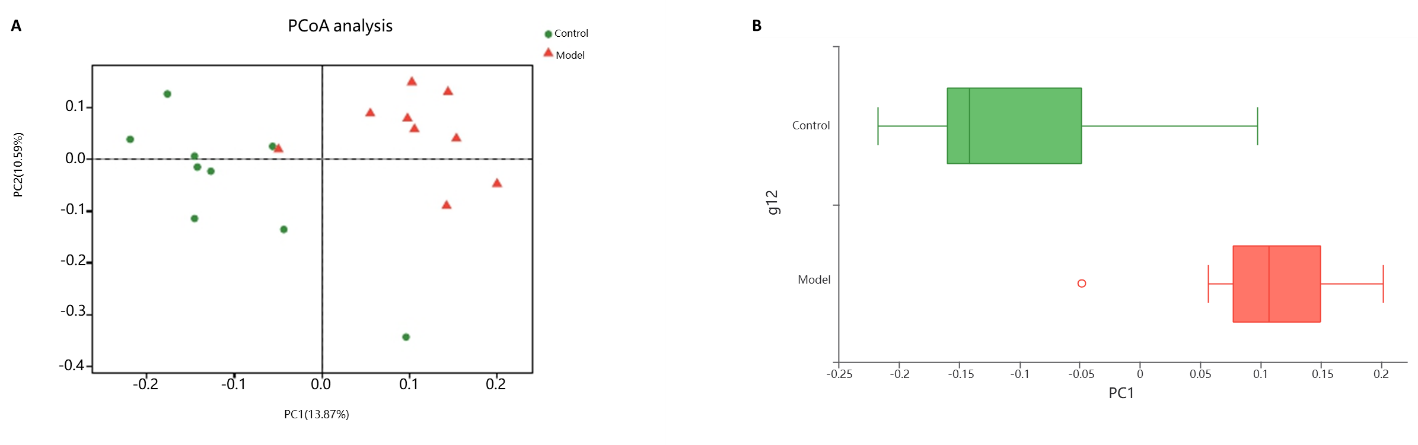 A
PCoA analysis
Control
Model
PC2(10.59%)
0.1
0.0
-0.1
-0.2
-0.3
-0.4
-0.2
-0.1
0.0
0.1
0.2
PC1(13.87%)
B
g12
Control
Model
-0.25
-0.2
-0.15
-0.1
-0.05
0
0.05
0.1
0.15
0.2
PC1